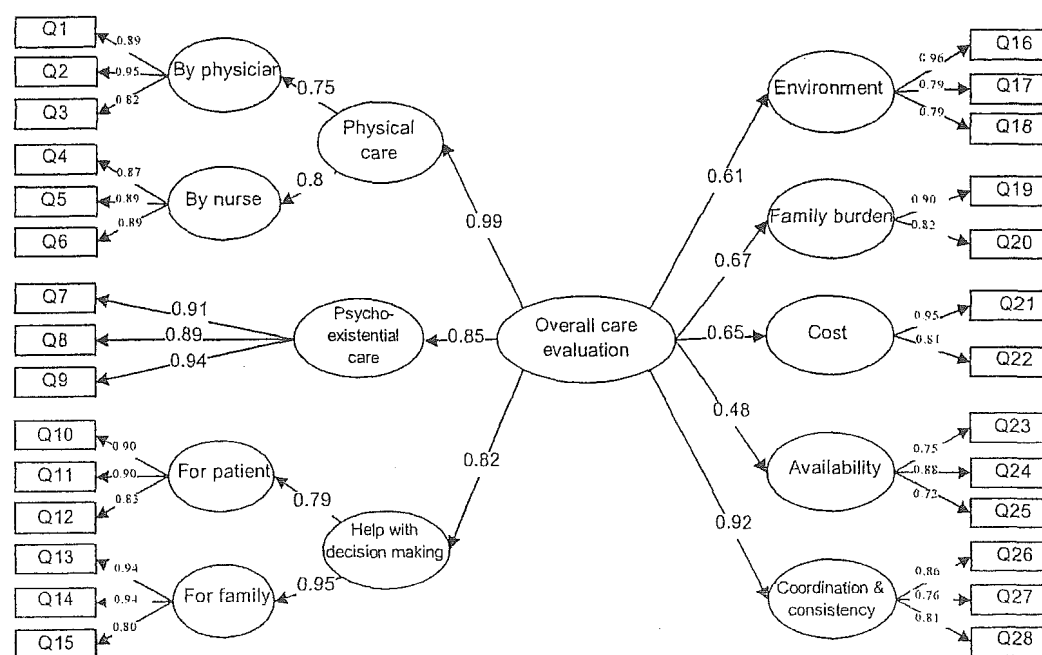 Q1
Q2
Q3
0.89
0.95
0.82
By physician
0.75
Q4
Q5
Q6
0.87
0.89
0.89
By nurse
0.8
Physical
care
0.99
Q7
Q8
Q9
0.91
0.89
0.94
Psycho-
existential
care
0.85
Overall care
evaluation
Q10
Q11
Q12
0.90
0.90
0.85
For patient
0.79
Q13
Q14
Q15
0.94
0.94
0.80
For family
0.95
Help with
decision making
0.82
0.61
Environment
0.96
0.79
0.79
Q16
Q17
Q18
0.67
Family burden
0.90
0.82
Q19
Q20
0.65
Cost
0.95
0.81
Q21
Q22
0.48
Availability
0.75
0.88
0.72
Q23
Q24
Q25
0.92
Coordination &
consistency
0.86
0.76
0.81
Q26
Q27
Q28